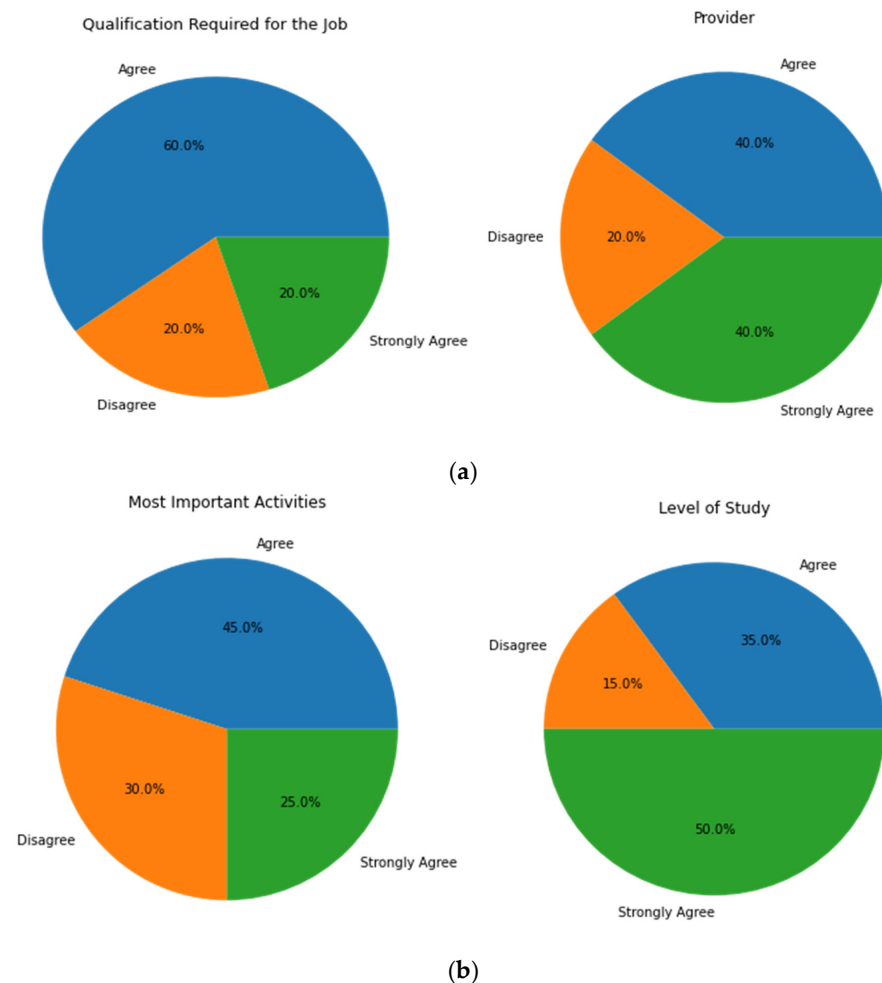 Qualification Required for the Job
Agree
60.0%
20.0%
20.0%
Strongly Agree
Disagree
Provider
Agree
40.0%
Disagree
20.0%
40.0%
Strongly Agree
(a)
Most Important Activities
Agree
45.0%
30.0%
25.0%
Disagree
Strongly Agree
Level of Study
Agree
35.0%
Disagree
15.0%
50.0%
Strongly Agree
(b)